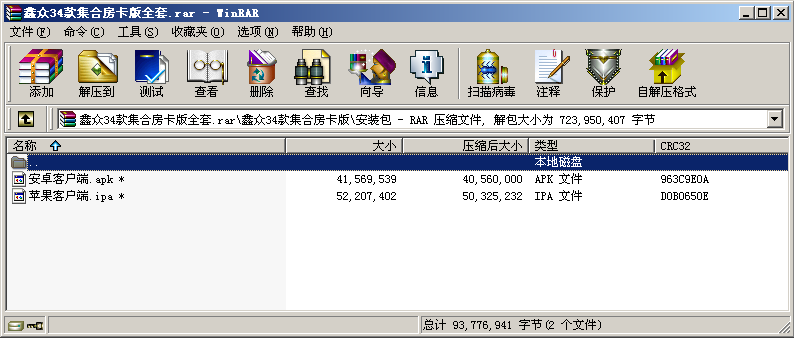 鑫众34款集合房卡版全套.rar - WinRAR
文件(F) 命令(C) 工具(S) 收藏夹(O) 选项(N) 帮助(H)
添加 解压到 测试 查看 删除 查找 向导 信息 扫描病毒 注释 保护 自解压格式
鑫众34款集合房卡版全套.rar\鑫众34款集合房卡版\安装包 - RAR 压缩文件, 解包大小为 723,950,407 字节
名称 大小 压缩后大小 类型 CRC32
.. 本地磁盘
安卓客户端.apk * 41,569,539 40,560,000 APK 文件 963C9E0A
苹果客户端.ipa * 52,207,402 50,325,232 IPA 文件 D0B0650E
总计 93,776,941 字节(2 个文件)